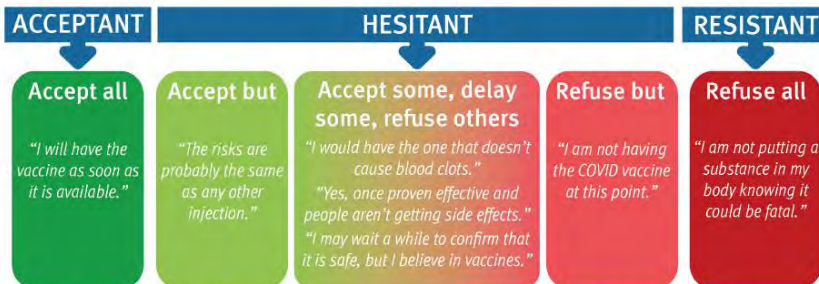 ACCEPTANT
HESITANT
RESISTANT
Accept all
“I will have the
vaccine as soon as
it is available.”
Accept but
“The risks are
probably the same
as any other
injection.”
Accept some, delay
some, refuse others
“I would have the one that doesn’t
cause blood clots.”
“Yes, once proven effective and
people aren’t getting side effects.”
“I may wait a while to confirm that
it is safe, but I believe in vaccines.”
Refuse but
“I am not having
the COVID vaccine
at this point.”
Refuse all
“I am not putting a
substance in my
body knowing it
could be fatal.”